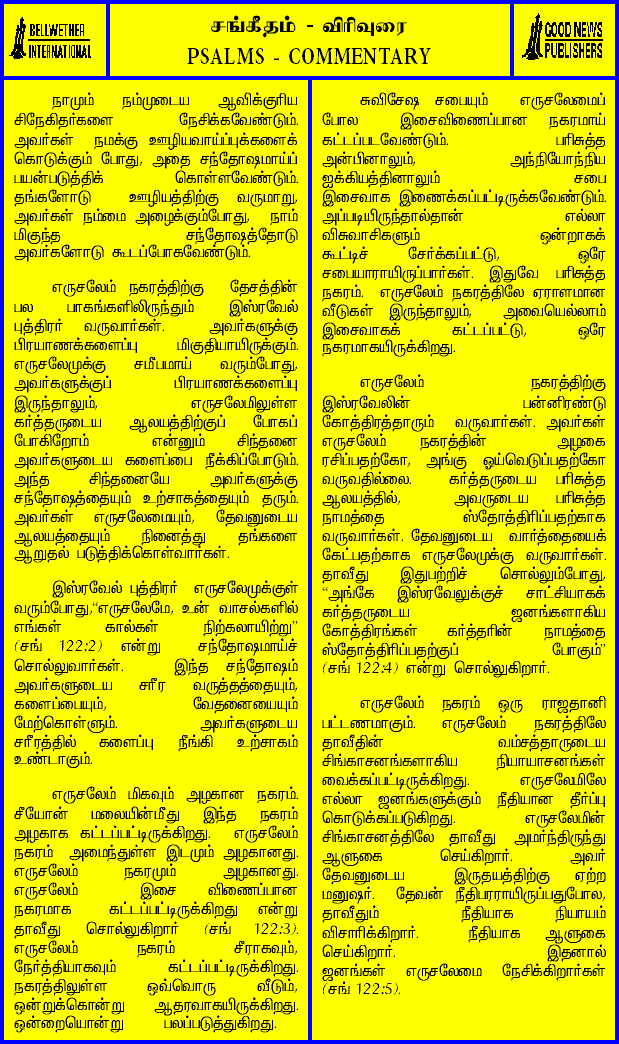 BELLWETHER
INTERNATIONAL
சங்கீதம் - விரிவுரை
PSALMS - COMMENTARY
GOOD NEWS
PUBLISHERS
நாமும் நம்முடைய ஆவிக்குரிய
சிநேகிதர்களை நேசிக்கவேண்டும்.
அவர்கள் நமக்கு ஊழியவாய்ப்புக்களைக்
கொடுக்கும் போது, அதை சந்தோஷமாய்ப்
பயன்படுத்திக் கொள்ளவேண்டும்.
தங்களோடு ஊழியத்திற்கு வருமாறு,
அவர்கள் நம்மை அழைக்கும்போது, நாம்
மிகுந்த சந்தோஷத்தோடு
அவர்களோடு கூடப்போகவேண்டும்.
எருசலேம் நகரத்திற்கு தேசத்தின்
பல பாகங்களிலிருந்தும் இஸ்ரவேல்
புத்திரர் வருவார்கள். அவர்களுக்கு
பிரயாணக்களைப்பு மிகுதியாயிருக்கும்.
எருசலேமுக்கு சமீபமாய் வரும்போது,
அவர்களுக்குப் பிரயாணக்களைப்பு
இருந்தாலும், எருசலேமிலுள்ள
கர்த்தருடைய ஆலயத்திற்குப் போகப்
போகிறோம் என்னும் சிந்தனை
அவர்களுடைய களைப்பை நீக்கிப்போடும்.
அந்த சிந்தனையே அவர்களுக்கு
சந்தோஷத்தையும் உற்சாகத்தையும் தரும்.
அவர்கள் எருசலேமையும், தேவனுடைய
ஆலயத்தையும் நினைத்து தங்களை
ஆறுதல் படுத்திக்கொள்வார்கள்.
இஸ்ரவேல் புத்திரர் எருசலேமுக்குள்
வரும்போது,“எருசலேமே, உன் வாசல்களில்
எங்கள் கால்கள் நிற்கலாயிற்று”
(சங் 122:2) என்று சந்தோஷமாய்ச்
சொல்லுவார்கள். இந்த சந்தோஷம்
அவர்களுடைய சரீர வருத்தத்தையும்,
களைப்பையும், வேதனையையும்
மேற்கொள்ளும். அவர்களுடைய
சரீரத்தில் களைப்பு நீங்கி உற்சாகம்
உண்டாகும்.
எருசலேம் மிகவும் அழகான நகரம்.
சீயோன் மலையின்மீது இந்த நகரம்
அழகாக கட்டப்பட்டிருக்கிறது. எருசலேம்
நகரம் அமைந்துள்ள இடமும் அழகானது.
எருசலேம் நகரமும் அழகானது.
எருசலேம் இசை விணைப்பான
நகரமாக கட்டப்பட்டிருக்கிறது என்று
தாவீது சொல்லுகிறார் (சங் 122:3).
எருசலேம் நகரம் சீராகவும்,
நேர்த்தியாகவும் கட்டப்பட்டிருக்கிறது.
நகரத்திலுள்ள ஒவ்வொரு வீடும்,
ஒன்றுக்கொன்று ஆதரவாகயிருக்கிறது.
ஒன்றையொன்று பலப்படுத்துகிறது.
சுவிசேஷ சபையும் எருசலேமைப்
போல இசைவிணைப்பான நகரமாய்
கட்டப்படவேண்டும். பரிசுத்த
அன்பினாலும், அந்நியோந்நிய
ஐக்கியத்தினாலும் சபை
இசைவாக இணைக்கப்பட்டிருக்கவேண்டும்.
அப்படியிருந்தால்தான் எல்லா
விசுவாசிகளும் ஒன்றாகக்
கூட்டிச் சேர்க்கப்பட்டு, ஒரே
சபையாராயிருப்பார்கள். இதுவே பரிசுத்த
நகரம். எருசலேம் நகரத்திலே ஏராளமான
வீடுகள் இருந்தாலும், அவையெல்லாம்
இசைவாகக் கட்டப்பட்டு, ஒரே
நகரமாகயிருக்கிறது.
எருசலேம் நகரத்திற்கு
இஸ்ரவேலின் பன்னிரண்டு
கோத்திரத்தாரும் வருவார்கள். அவர்கள்
எருசலேம் நகரத்தின் அழகை
ரசிப்பதற்கோ, அங்கு ஓய்வெடுப்பதற்கோ
வருவதில்லை. கர்த்தருடைய பரிசுத்த
ஆலயத்தில், அவருடைய பரிசுத்த
நாமத்தை ஸ்தோத்திரிப்பதற்காக
வருவார்கள். தேவனுடைய வார்த்தையைக்
கேட்பதற்காக எருசலேமுக்கு வருவார்கள்.
தாவீது இதுபற்றிச் சொல்லும்போது,
“அங்கே இஸ்ரவேலுக்குச் சாட்சியாகக்
கர்த்தருடைய ஜனங்களாகிய
கோத்திரங்கள் கர்த்தரின் நாமத்தை
ஸ்தோத்திரிப்பதற்குப் போகும்”
(சங் 122:4) என்று சொல்லுகிறார்.
எருசலேம் நகரம் ஒரு ராஜதானி
பட்டணமாகும். எருசலேம் நகரத்திலே
தாவீதின் வம்சத்தாருடைய
சிங்காசனங்களாகிய நியாயாசனங்கள்
வைக்கப்பட்டிருக்கிறது. எருசலேமிலே
எல்லா ஜனங்களுக்கும் நீதியான தீர்ப்பு
கொடுக்கப்படுகிறது. எருசலேமின்
சிங்காசனத்திலே தாவீது அமர்ந்திருந்து
ஆளுகை செய்கிறார். அவர்
தேவனுடைய இருதயத்திற்கு ஏற்ற
மனுஷர். தேவன் நீதிபரராயிருப்பதுபோல,
தாவீதும் நீதியாக நியாயம்
விசாரிக்கிறார். நீதியாக ஆளுகை
செய்கிறார். இதனால்
ஜனங்கள் எருசலேமை நேசிக்கிறார்கள்
(சங் 122:5).